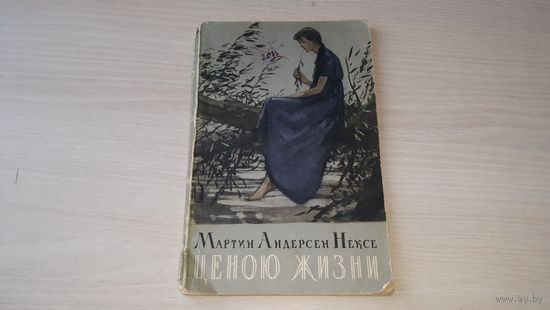 Мартин Андерсен Нексе
ЦЕНОЮ ЖИЗНИ
www.ay.by